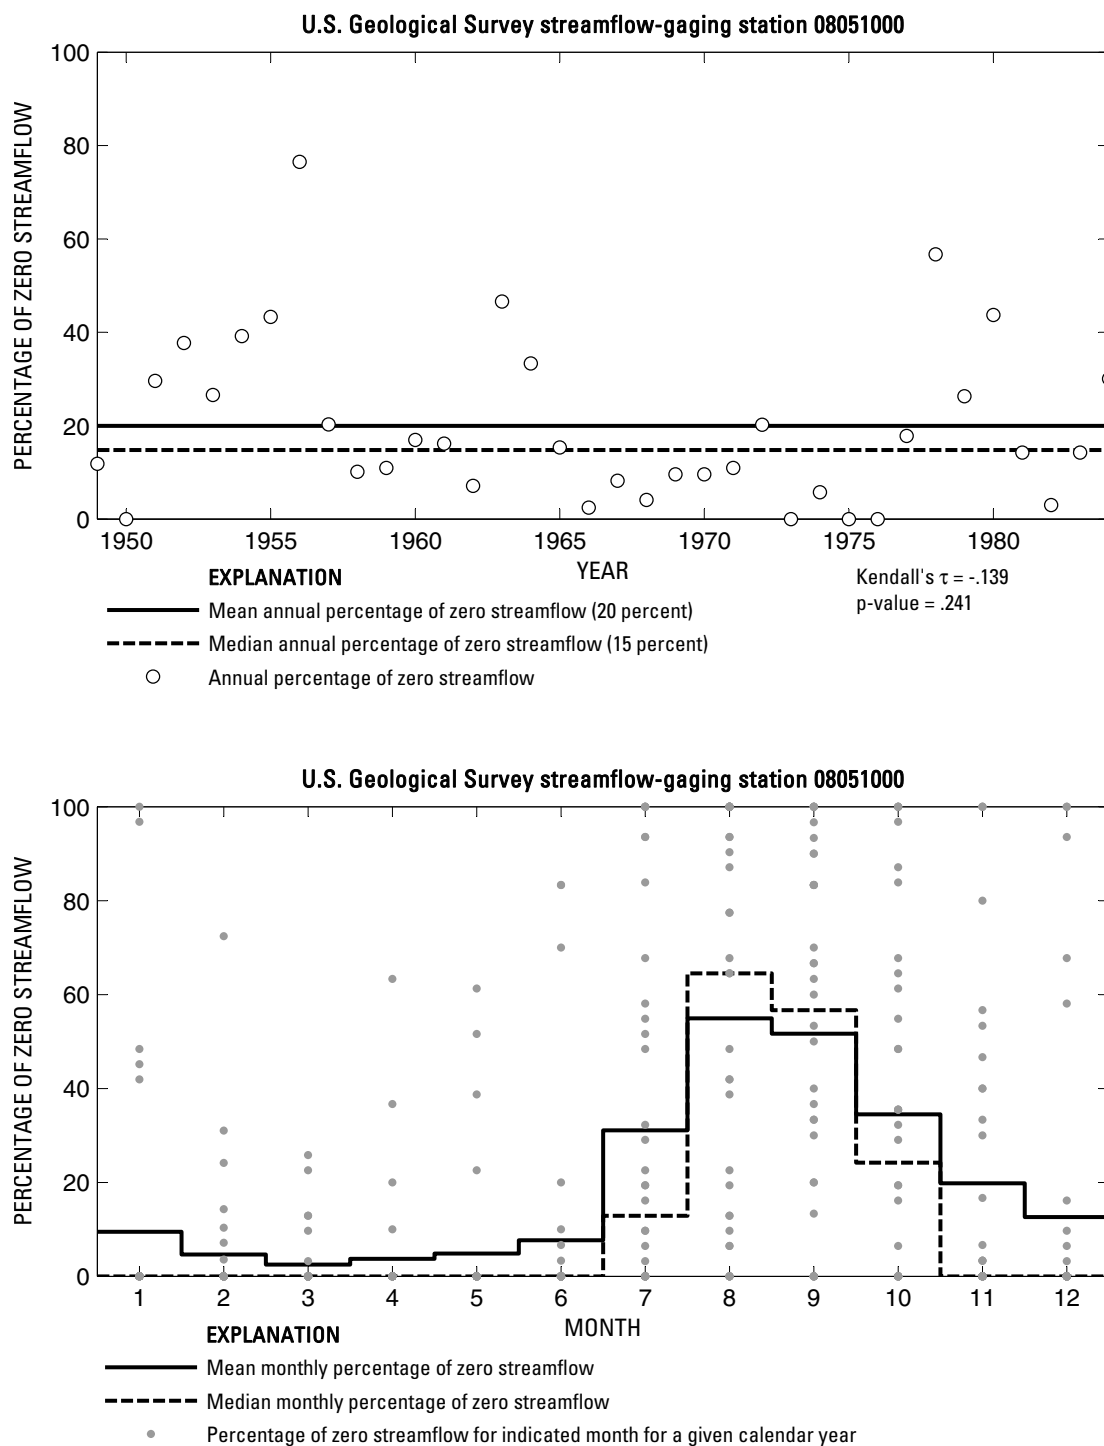 U.S. Geological Survey streamflow-gaging station 08051000
PERCENTAGE OF ZERO STREAMFLOW
100
80
60
40
20
0
1950 1955 1960 1965 1970 1975 1980
YEAR
EXPLANATION
Mean annual percentage of zero streamflow (20 percent)
Median annual percentage of zero streamflow (15 percent)
Annual percentage of zero streamflow
Kendall's τ = -.139
p-value = .241
U.S. Geological Survey streamflow-gaging station 08051000
PERCENTAGE OF ZERO STREAMFLOW
100
80
60
40
20
0
1 2 3 4 5 6 7 8 9 10 11 12
MONTH
EXPLANATION
Mean monthly percentage of zero streamflow
Median monthly percentage of zero streamflow
Percentage of zero streamflow for indicated month for a given calendar year